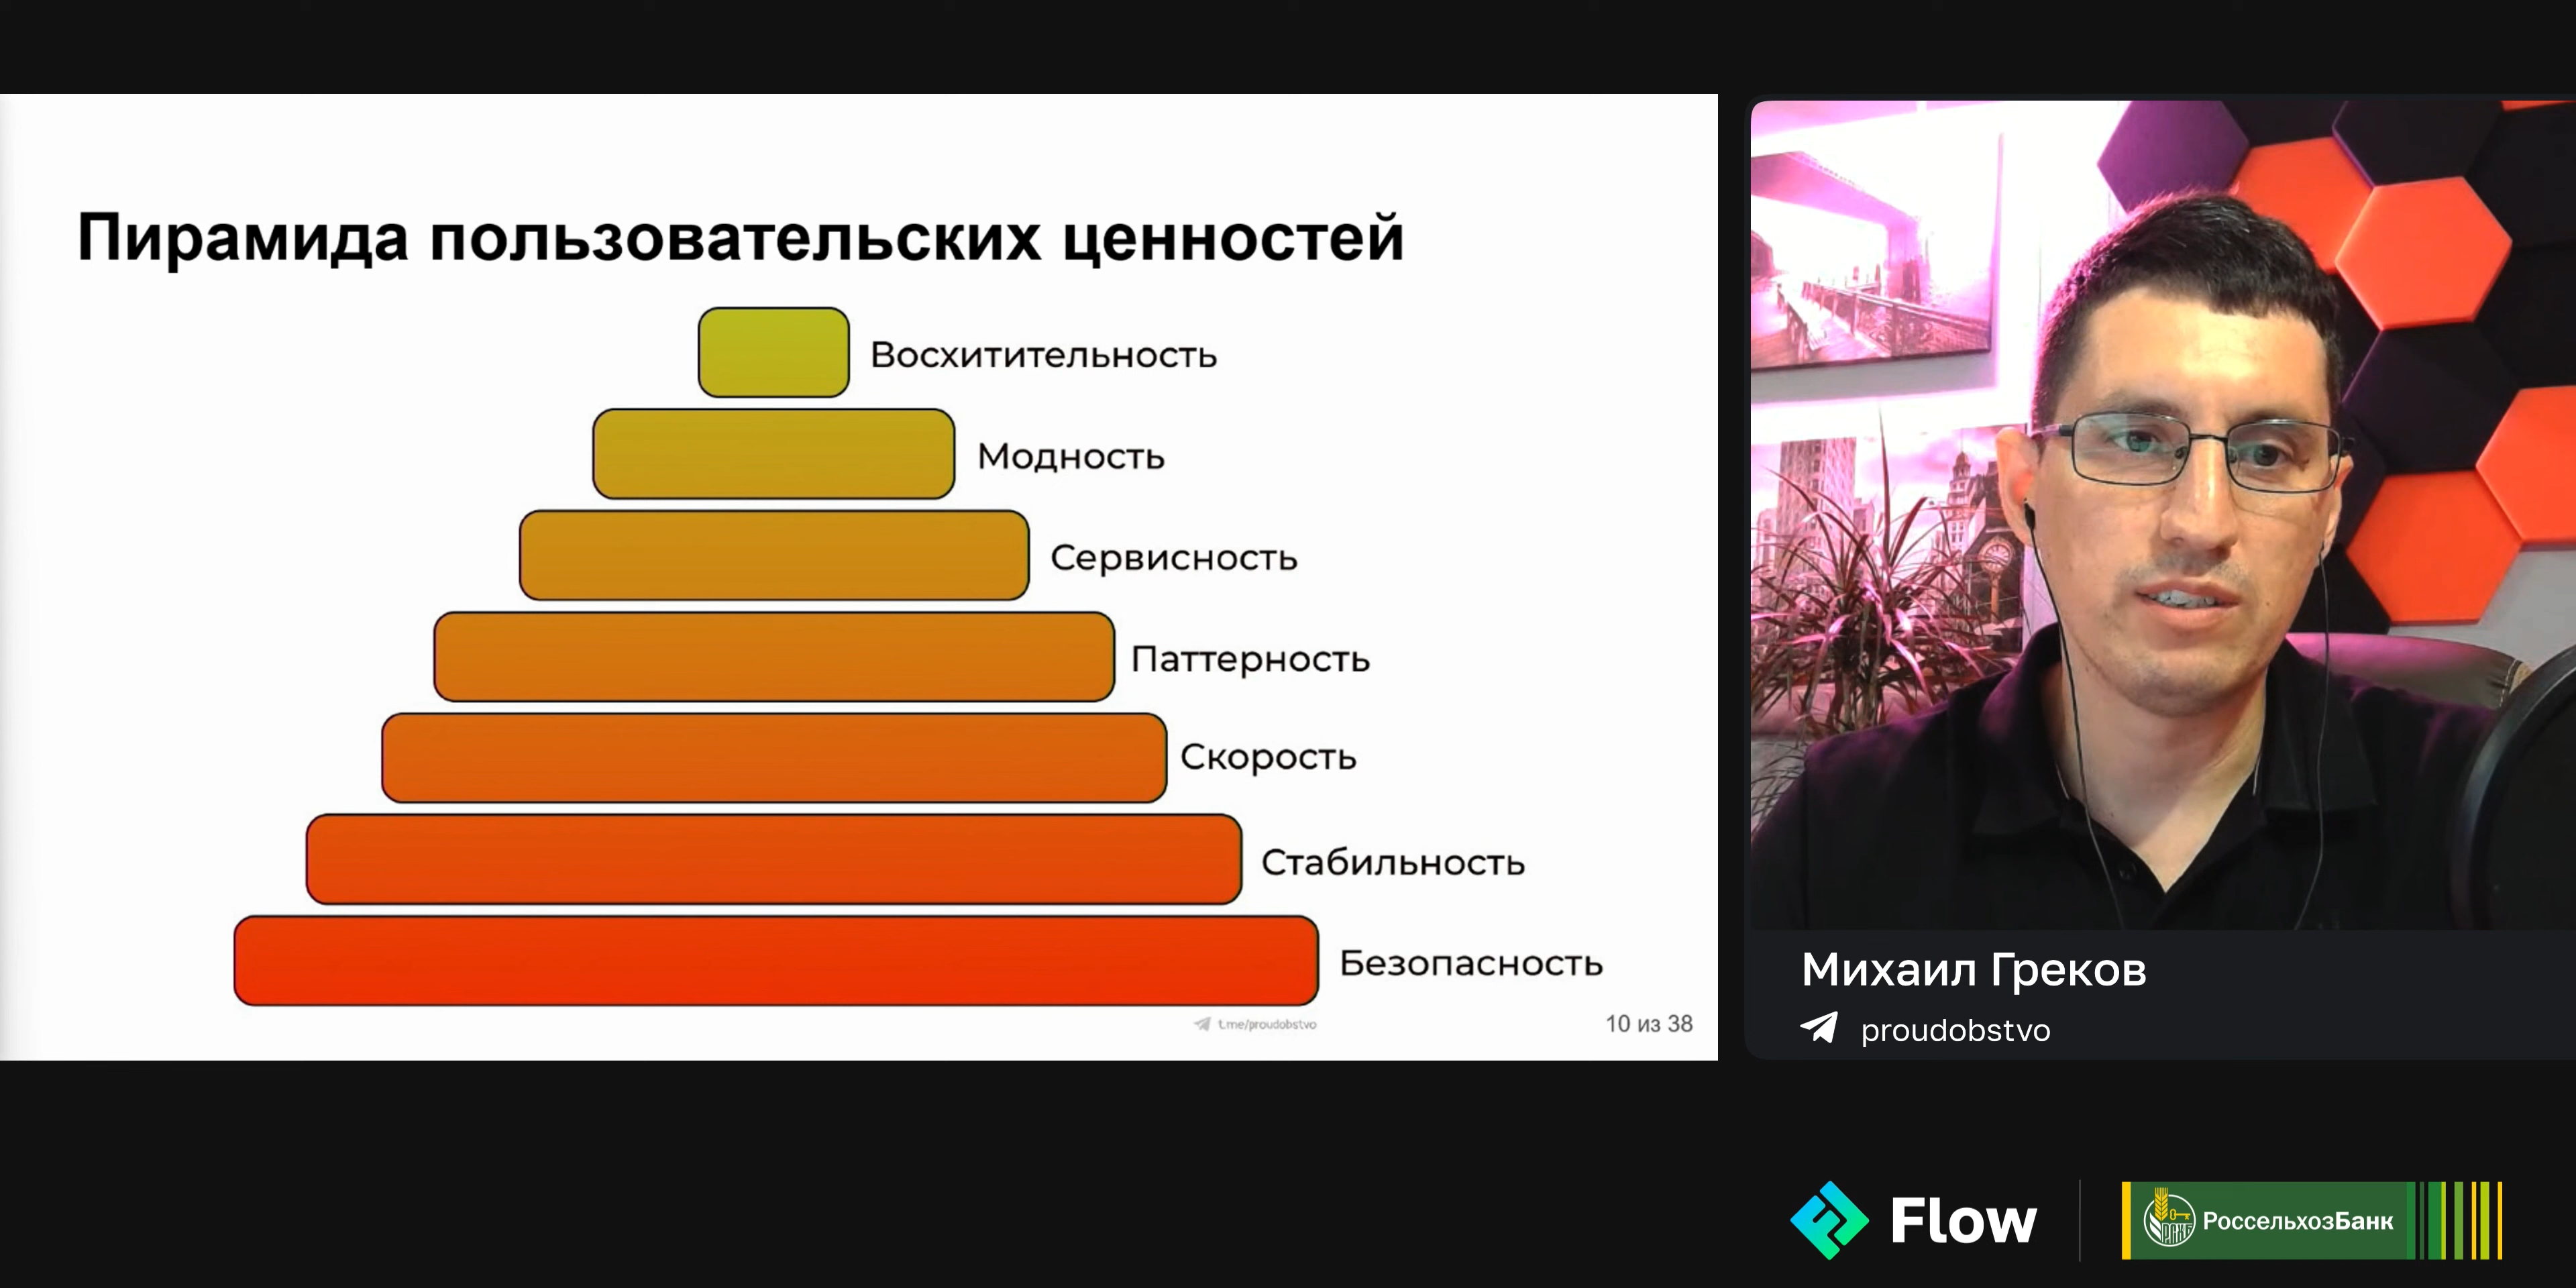 Пирамида пользовательских ценностей
Восхитительность
Модность
Сервисность
Паттерность
Скорость
Стабильность
Безопасность
t.me/proudobstvo
10 из 38
Михаил Греков
proudobstvo
Flow
РоссельхозБанк